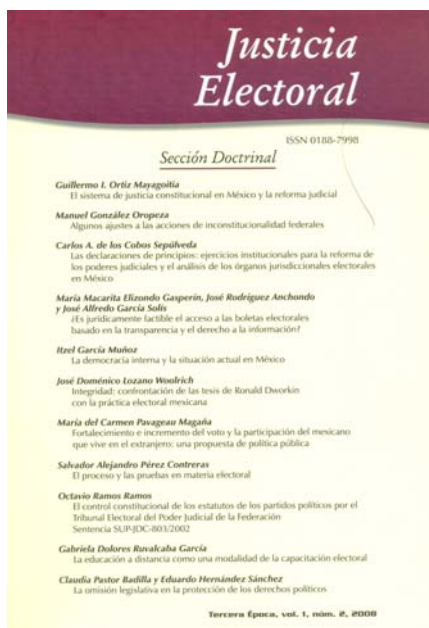 Justicia
Electoral
ISSN 0188-7998
Sección Doctrinal
Guillermo I. Ortiz Mayagoitia
El sistema de justicia constitucional en México y la reforma judicial
Manuel González Oropeza
Algunos ajustes a las acciones de inconstitucionalidad federales
Carlos A. de los Cobos Sepúlveda
Las declaraciones de principios: ejercicios institucionales para la reforma de
los poderes judiciales y el análisis de los órganos jurisdiccionales electorales
en México
María Macarita Elizondo Gasperín, José Rodríguez Anchondo
y José Alfredo García Solís
¿Es jurídicamente factible el acceso a las boletas electorales
basado en la transparencia y el derecho a la información?
Itzel García Muñoz
La democracia interna y la situación actual en México
José Doménico Lozano Woolrich
Integridad: confrontación de las tesis de Ronald Dworkin
con la práctica electoral mexicana
María del Carmen Pavageau Magaña
Fortalecimiento e incremento del voto y la participación del mexicano
que vive en el extranjero: una propuesta de política pública
Salvador Alejandro Pérez Contreras
El proceso y las pruebas en materia electoral
Octavio Ramos Ramos
El control constitucional de los estatutos de los partidos políticos por el
Tribunal Electoral del Poder Judicial de la Federación
Sentencia SUP-JDC-803/2002
Gabriela Dolores Ruvalcaba García
La educación a distancia como una modalidad de la capacitación electoral
Claudia Pastor Badilla y Eduardo Hernández Sánchez
La omisión legislativa en la protección de los derechos políticos
Tercera Época, vol. 1, núm. 2, 2008